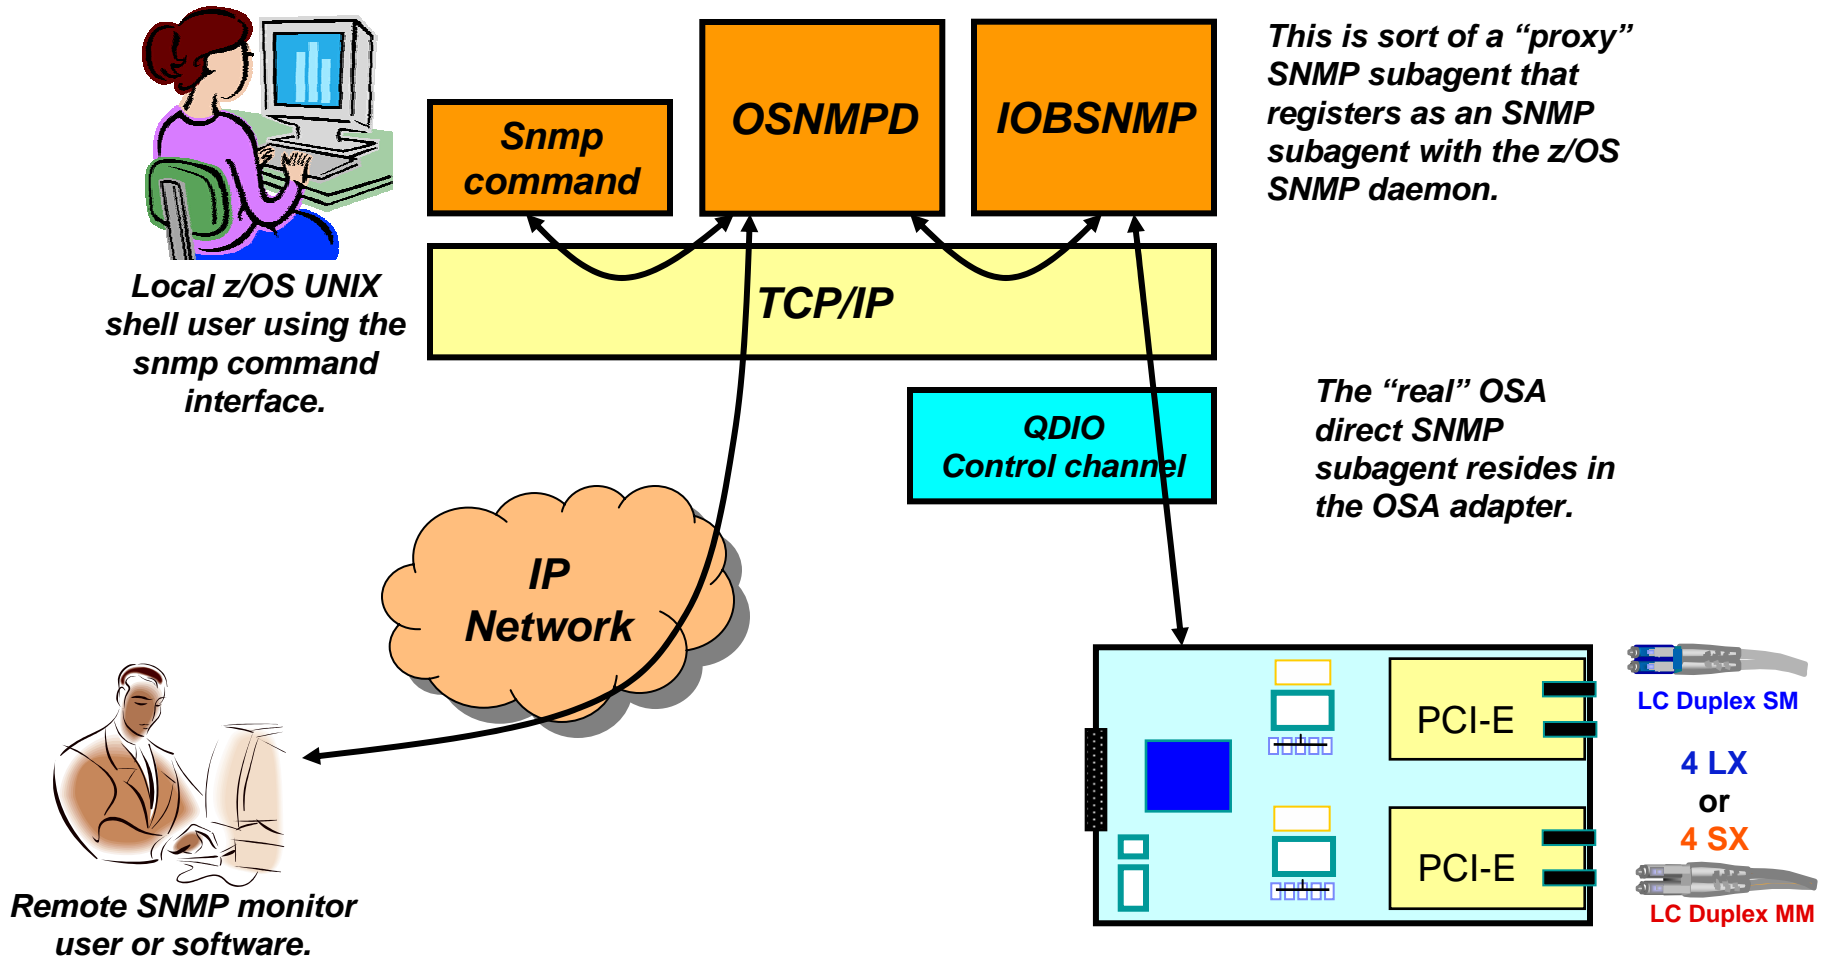 Snmp
command
OSNMPD
IOBSNMP
This is sort of a “proxy”
SNMP subagent that
registers as an SNMP
subagent with the z/OS
SNMP daemon.
Local z/OS UNIX
shell user using the
snmp command
interface.
TCP/IP
QDIO
Control channel
The “real” OSA
direct SNMP
subagent resides in
the OSA adapter.
IP
Network
Remote SNMP monitor
user or software.
PCI-E
PCI-E
LC Duplex SM
4 LX
or
4 SX
LC Duplex MM